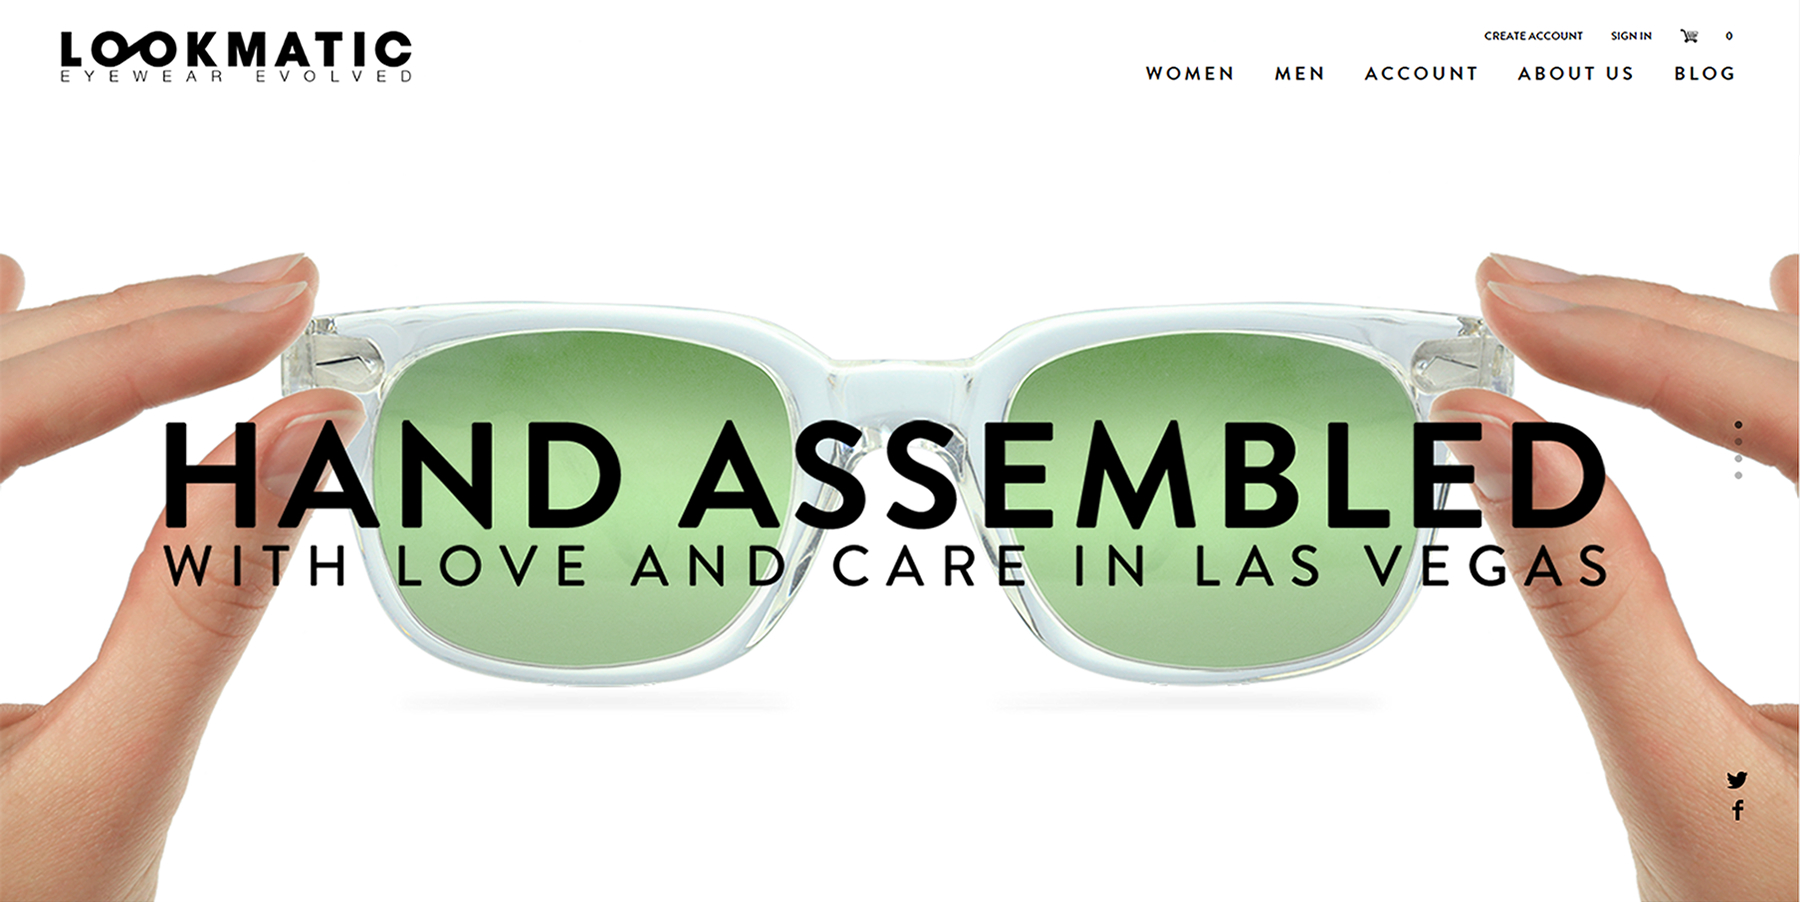 LOOKMATIC
EYEWEAR EVOLVED
CREATE ACCOUNT SIGN IN 0
WOMEN MEN ACCOUNT ABOUT US BLOG
HAND ASSEMBLED
WITH LOVE AND CARE IN LAS VEGAS